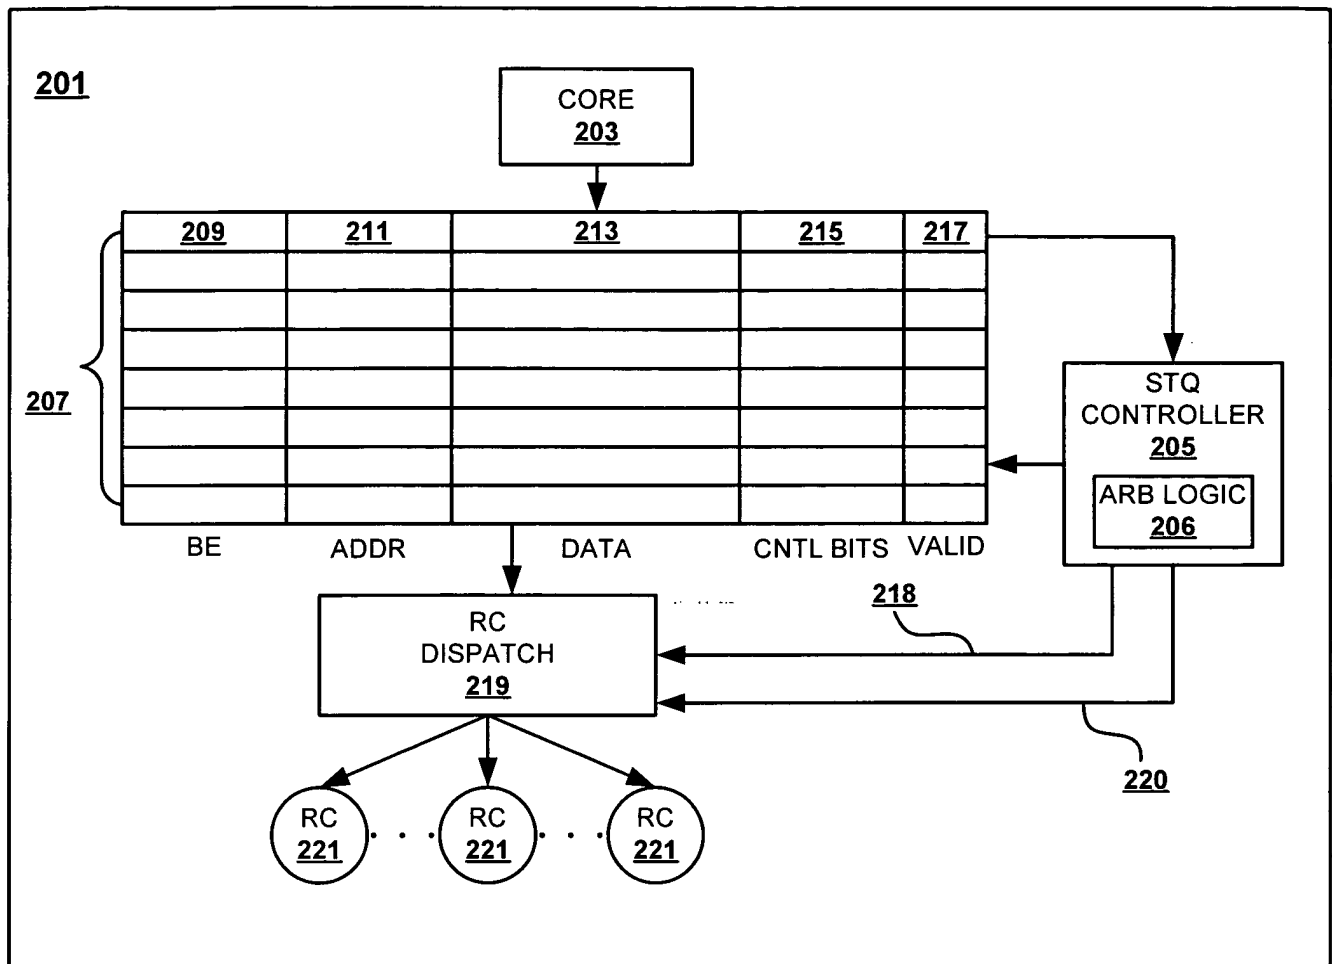 201
CORE
203
209 211 213 215 217
207
STQ
CONTROLLER
205
ARB LOGIC
206
BE ADDR DATA CNTL BITS VALID
218
RC
DISPATCH
219
220
RC RC RC
221 221 221